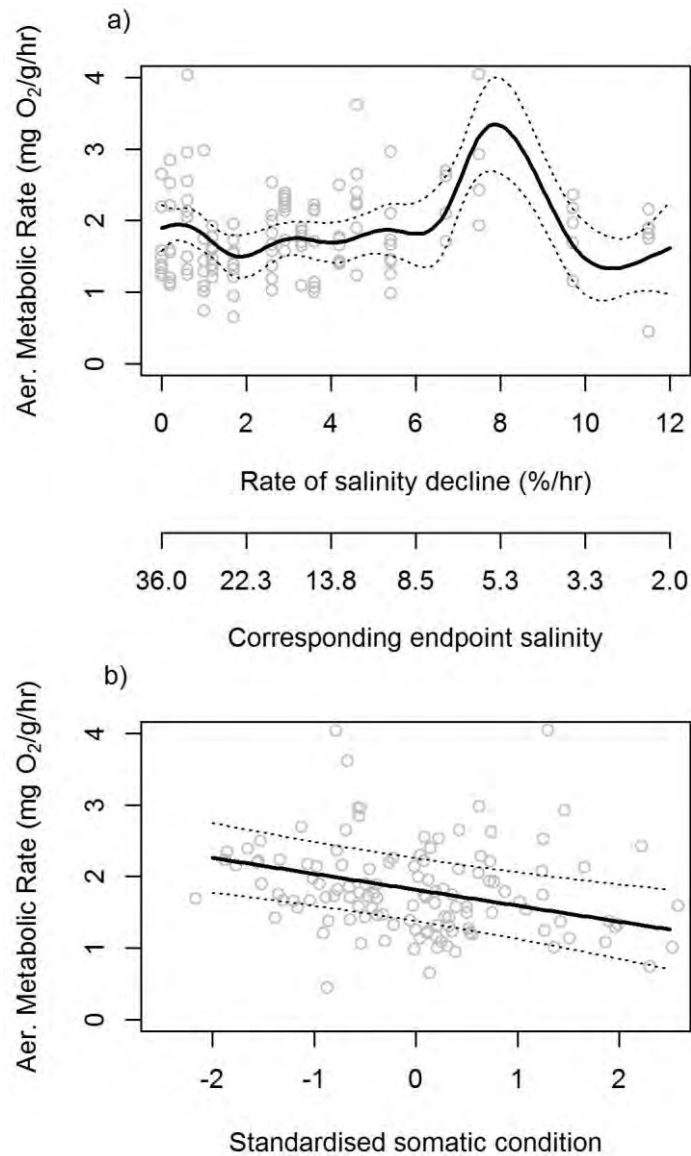 a)
Aer. Metabolic Rate (mg O₂/g/hr)
4
3
2
1
0
0 2 4 6 8 10 12
Rate of salinity decline (%/hr)
36.0 22.3 13.8 8.5 5.3 3.3 2.0
Corresponding endpoint salinity
b)
Aer. Metabolic Rate (mg O₂/g/hr)
4
3
2
1
0
-2 -1 0 1 2
Standardised somatic condition